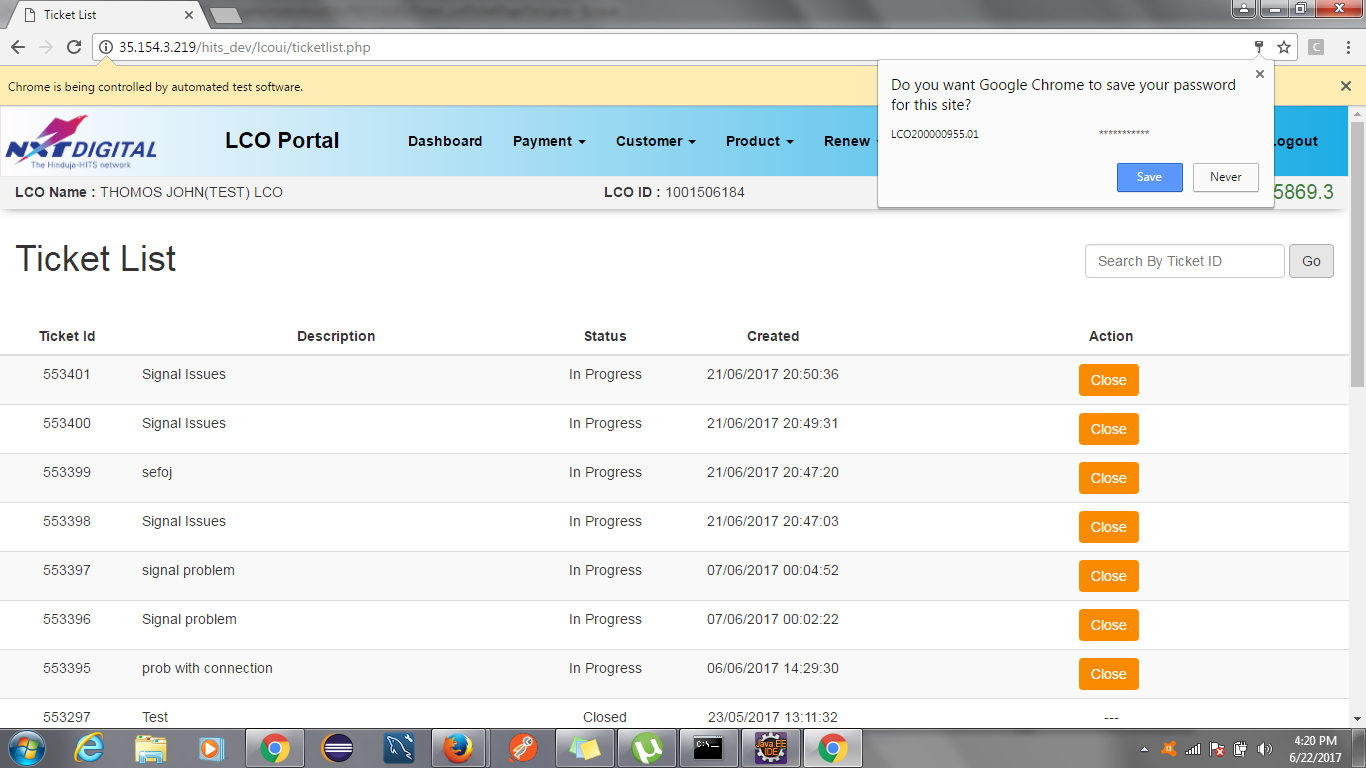 Ticket List
35.154.3.219/hits_dev/lcoui/ticketlist.php
C
Chrome is being controlled by automated test software.
Do you want Google Chrome to save your password
for this site?
LCO200000955.01 ***********
Save Never
NXTDIGITAL
The Hinduja-HITS network
LCO Portal Dashboard Payment Customer Product Renew ogout
LCO Name : THOMOS JOHN(TEST) LCO LCO ID : 1001506184 5869.3
Ticket List
Search By Ticket ID Go
Ticket Id Description Status Created Action
553401 Signal Issues In Progress 21/06/2017 20:50:36 Close
553400 Signal Issues In Progress 21/06/2017 20:49:31 Close
553399 sefoj In Progress 21/06/2017 20:47:20 Close
553398 Signal Issues In Progress 21/06/2017 20:47:03 Close
553397 signal problem In Progress 07/06/2017 00:04:52 Close
553396 Signal problem In Progress 07/06/2017 00:02:22 Close
553395 prob with connection In Progress 06/06/2017 14:29:30 Close
553297 Test Closed 23/05/2017 13:11:32 ---
C:\.
Java EE
IDE
4:20 PM
6/22/2017